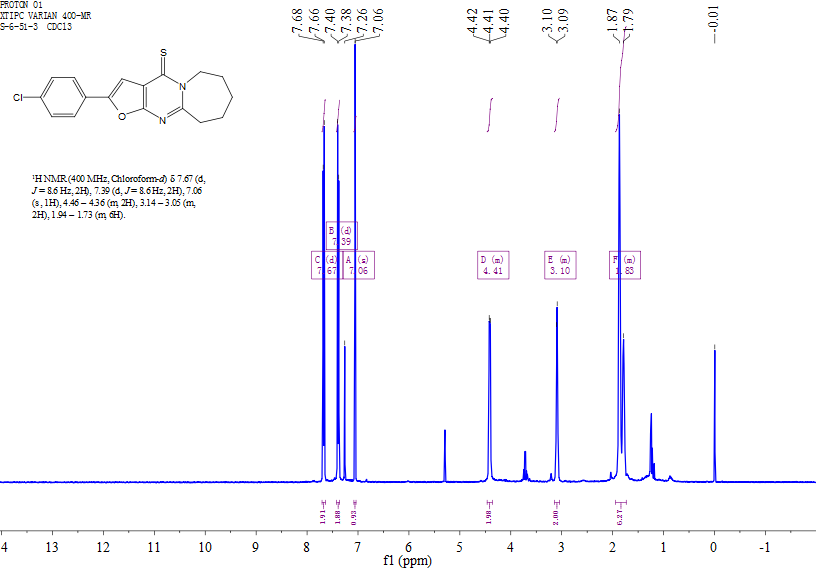 PROTON 01
XTIPC VARIAN 400-MR
S-6-51-3 CDCl3
7.68
7.66
7.40
7.38
7.26
7.06
4.42
4.41
4.40
3.10
3.09
1.87
1.79
-0.01
S
N
Cl
O
N
¹H NMR (400 MHz, Chloroform-d) δ 7.67 (d,
J = 8.6 Hz, 2H), 7.39 (d, J = 8.6 Hz, 2H), 7.06
(s, 1H), 4.46 – 4.36 (m, 2H), 3.14 – 3.05 (m,
2H), 1.94 – 1.73 (m, 6H).
B (d)
7.39
C (d)
7.67
A (s)
7.06
D (m)
4.41
E (m)
3.10
F (m)
1.83
1.91
1.88
0.93
1.98
2.00
6.27
4 13 12 11 10 9 8 7 6 5 4 3 2 1 0 -1
f1 (ppm)